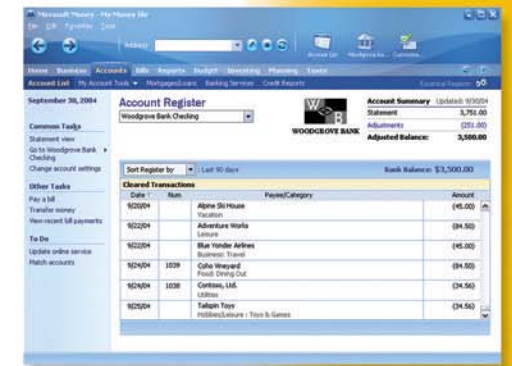 Microsoft Money - My Money file
Address
Home Business Accounts Bills Reports Budget Investing Planning Taxes
Account List My Account Tools Mortgages/Loans Banking Services Credit Reports
September 30, 2004
Account Register
Woodgrove Bank Checking
WOODGROVE BANK
Account Summary Updated: 9/30/04
Statement 3,751.00
Adjustments (251.00)
Adjusted Balance: 3,500.00
Common Tasks
Statement view
Go to Woodgrove Bank
Checking
Change account settings
Other Tasks
Pay a bill
Transfer money
View recent bill payments
To Do
Update online service
Match accounts
Sort Register by : Last 90 days Bank Balance: $3,500.00
Cleared Transactions
Date Num Payee/Category Amount
9/20/04 Alpine Ski House (45.00)
Vacation
9/22/04 Adventure Works (84.50)
Leisure
9/22/04 Blue Yonder Airlines (45.00)
Business: Travel
9/24/04 1039 Coho Vineyard (84.50)
Food: Dining Out
9/24/04 1038 Contoso, Ltd. (34.56)
Utilities
9/25/04 Tailspin Toys (34.56)
Hobbies/Leisure : Toys & Games